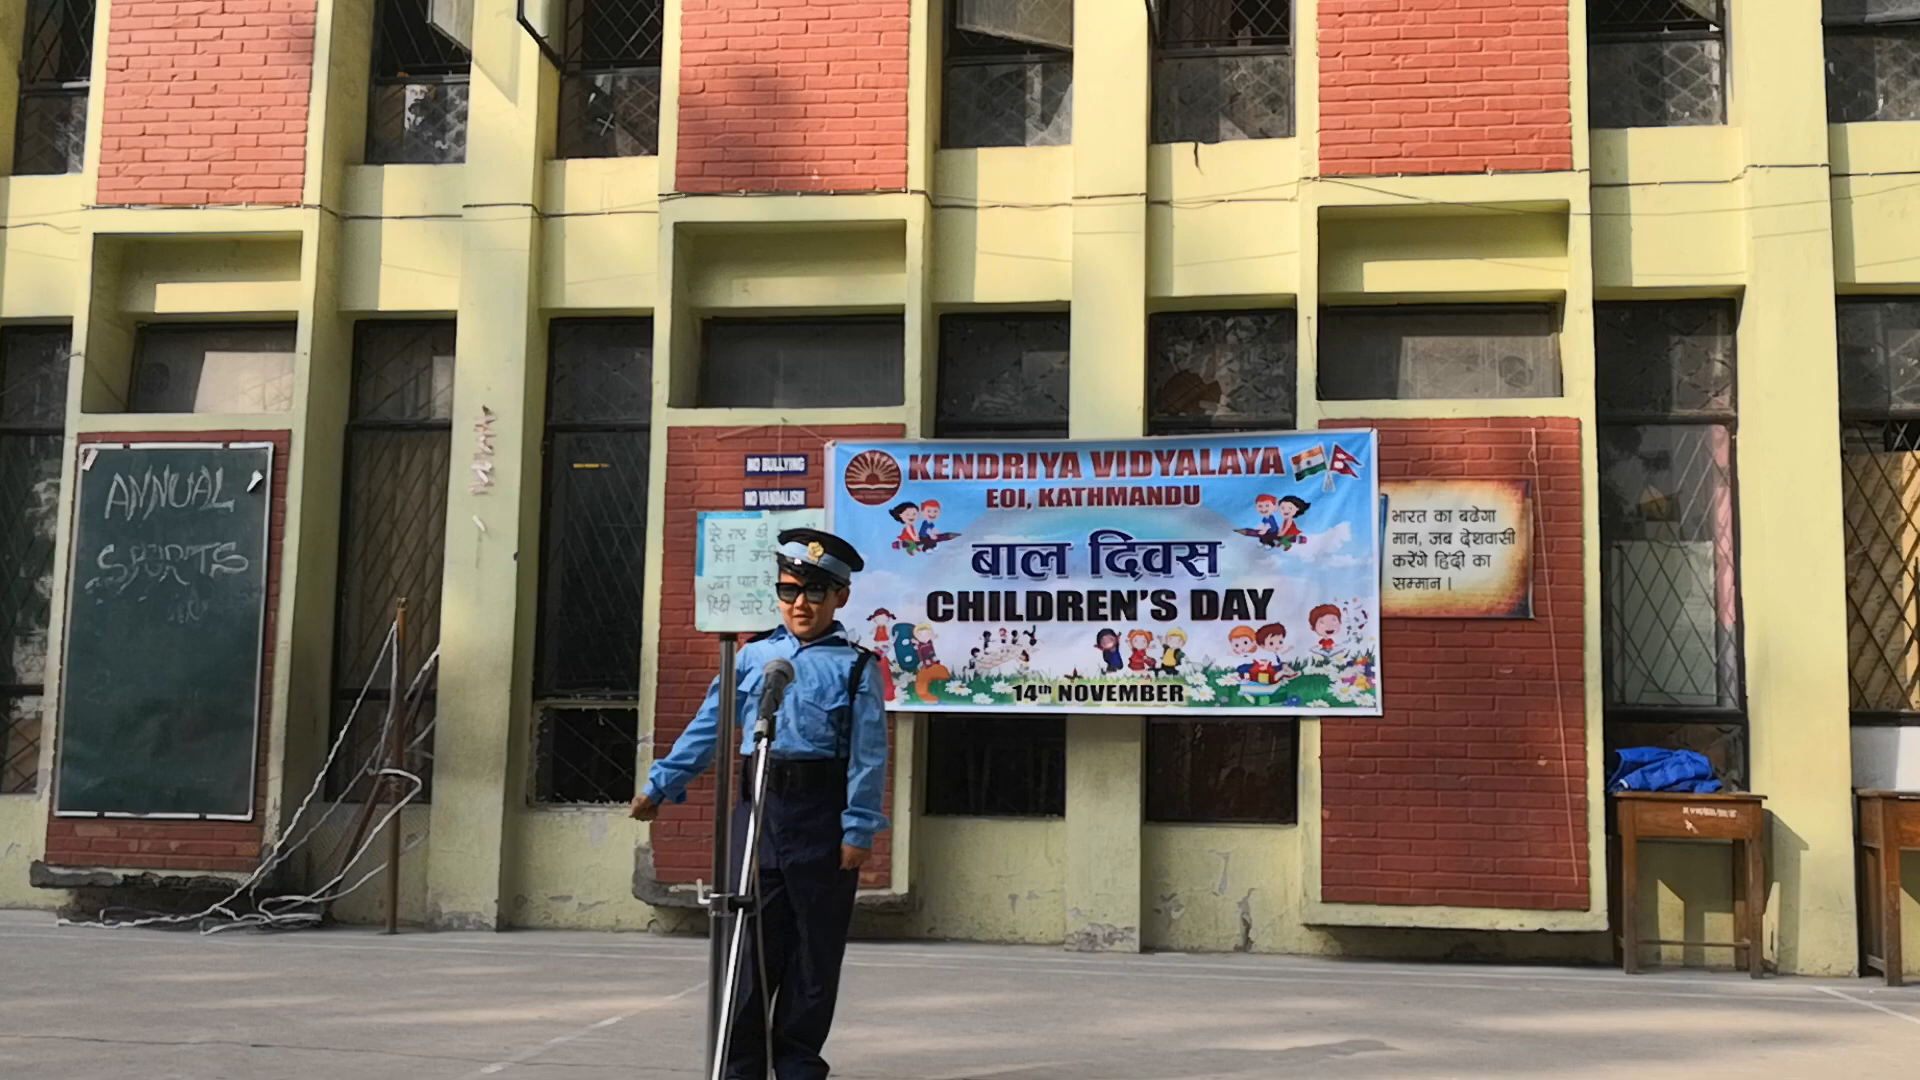 ANNUAL
SPORTS
NO BULLYING
NO VANDALISM
KENDRIYA VIDYALAYA
EOI, KATHMANDU
बाल दिवस
CHILDREN'S DAY
14th NOVEMBER
हिंदी
हिंदी सारे
भारत का बढेगा
मान, जब देशवासी
करेंगे हिंदी का
सम्मान।